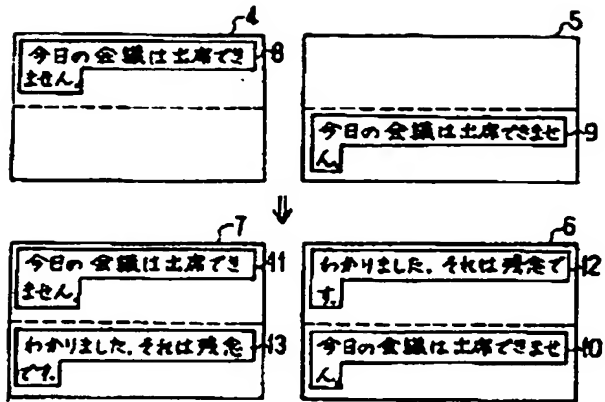 4
今日の会議は出席でき
ません。
8
5
今日の会議は出席できませ
ん。
9
7
今日の会議は出席でき
ません。
11
わかりました。それは残念
です。
13
6
わかりました。それは残念で
す。
12
今日の会議は出席できませ
ん。
10